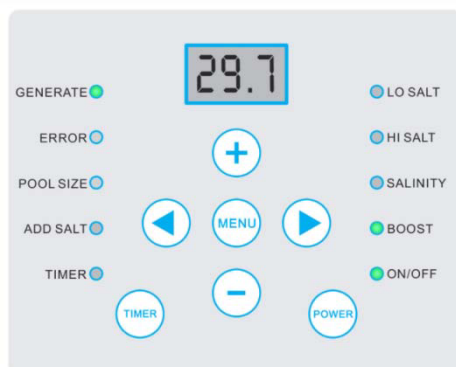 29.7
GENERATE
LO SALT
ERROR
HI SALT
+
POOL SIZE
SALINITY
ADD SALT
MENU
BOOST
TIMER
ON/OFF
−
TIMER
POWER